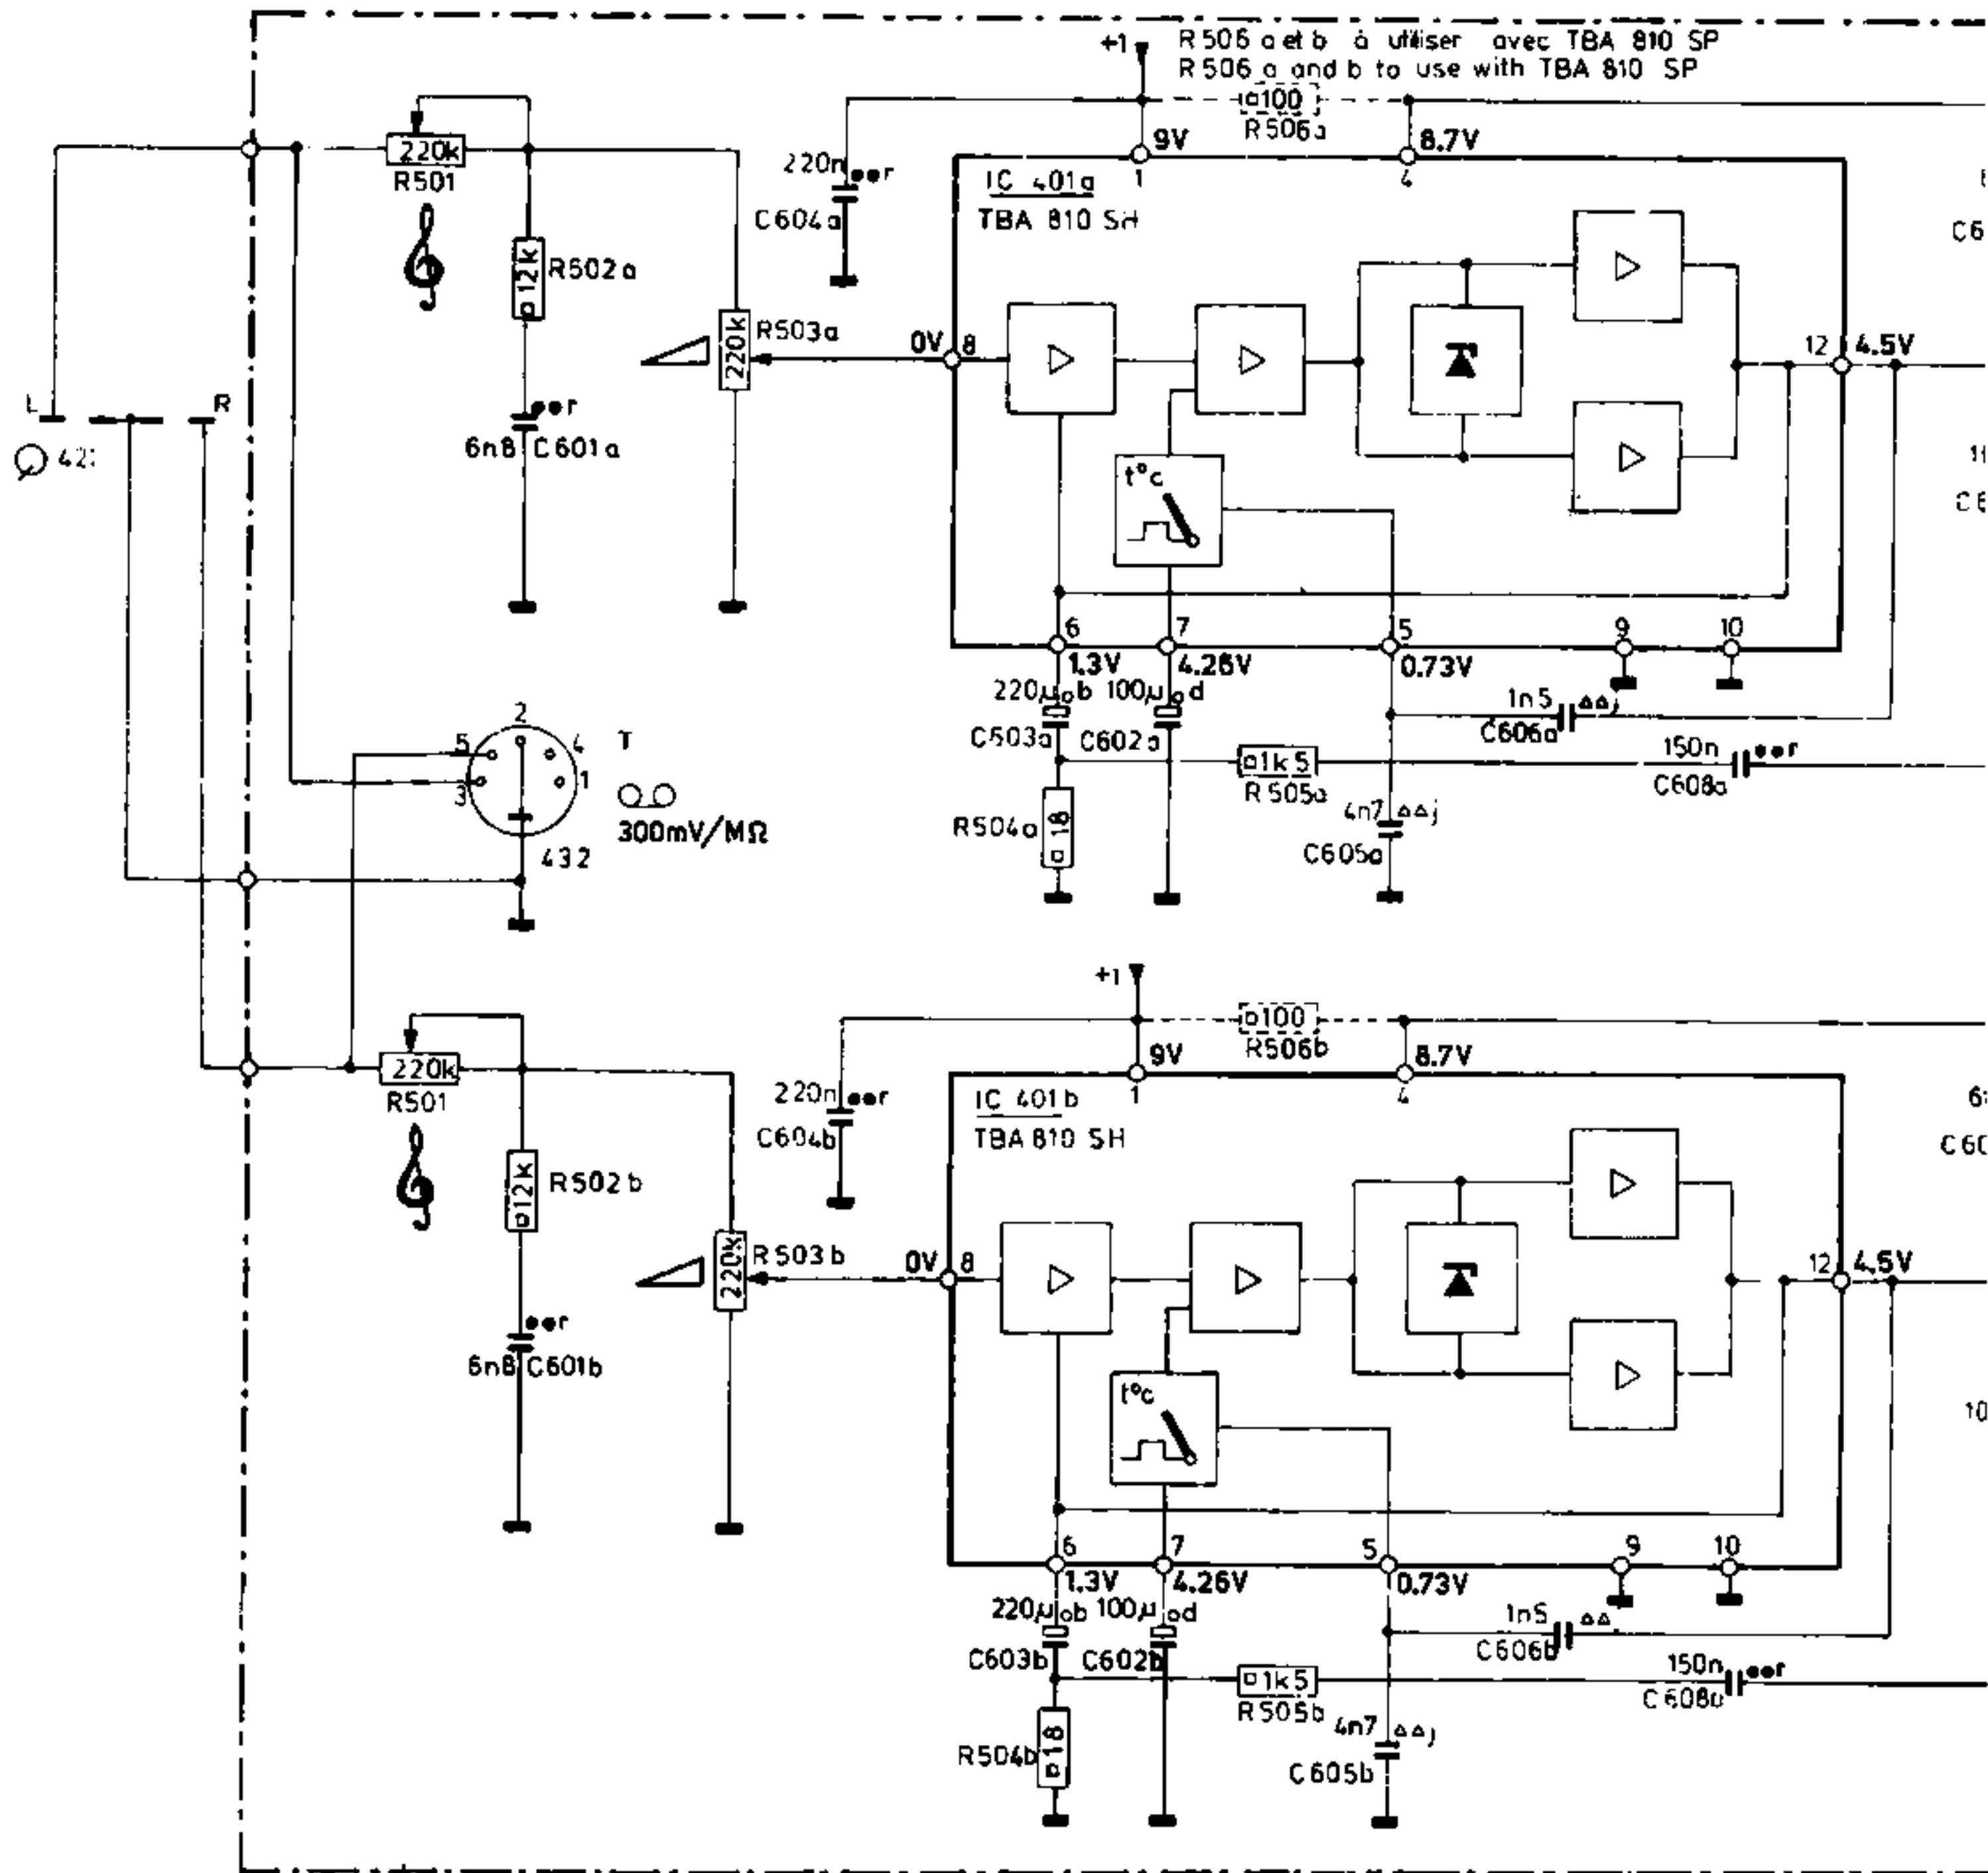 +1
R506 a et b à utiliser avec TBA 810 SP
R506 a and b to use with TBA 810 SP
100
R506a
9V
8.7V
1
4
220k
R501
220n
r
C604a
IC 401a
TBA 810 SH
C6
12k
R502a
220k
R503a
0V
8
12
4.5V
L
R
6n8
r
C601a
t°c
6
7
5
9
10
1.3V
4.26V
0.73V
220µ
b
100µ
d
C603a
C602a
1n5
C606a
150n
r
C608a
1k5
R505a
R504a
18
4n7
j
C605a
2
5
4
3
1
T
300mV/MΩ
432
+1
100
R506b
9V
8.7V
1
4
220k
R501
220n
r
C604b
IC 401b
TBA 810 SH
C60
12k
R502b
220k
R503b
0V
8
12
4.5V
6n8
r
C601b
t°c
10
6
7
5
9
10
1.3V
4.26V
0.73V
220µ
b
100µ
d
C603b
C602b
1n5
C606b
150n
r
1k5
R505b
R504b
18
4n7
j
C605b